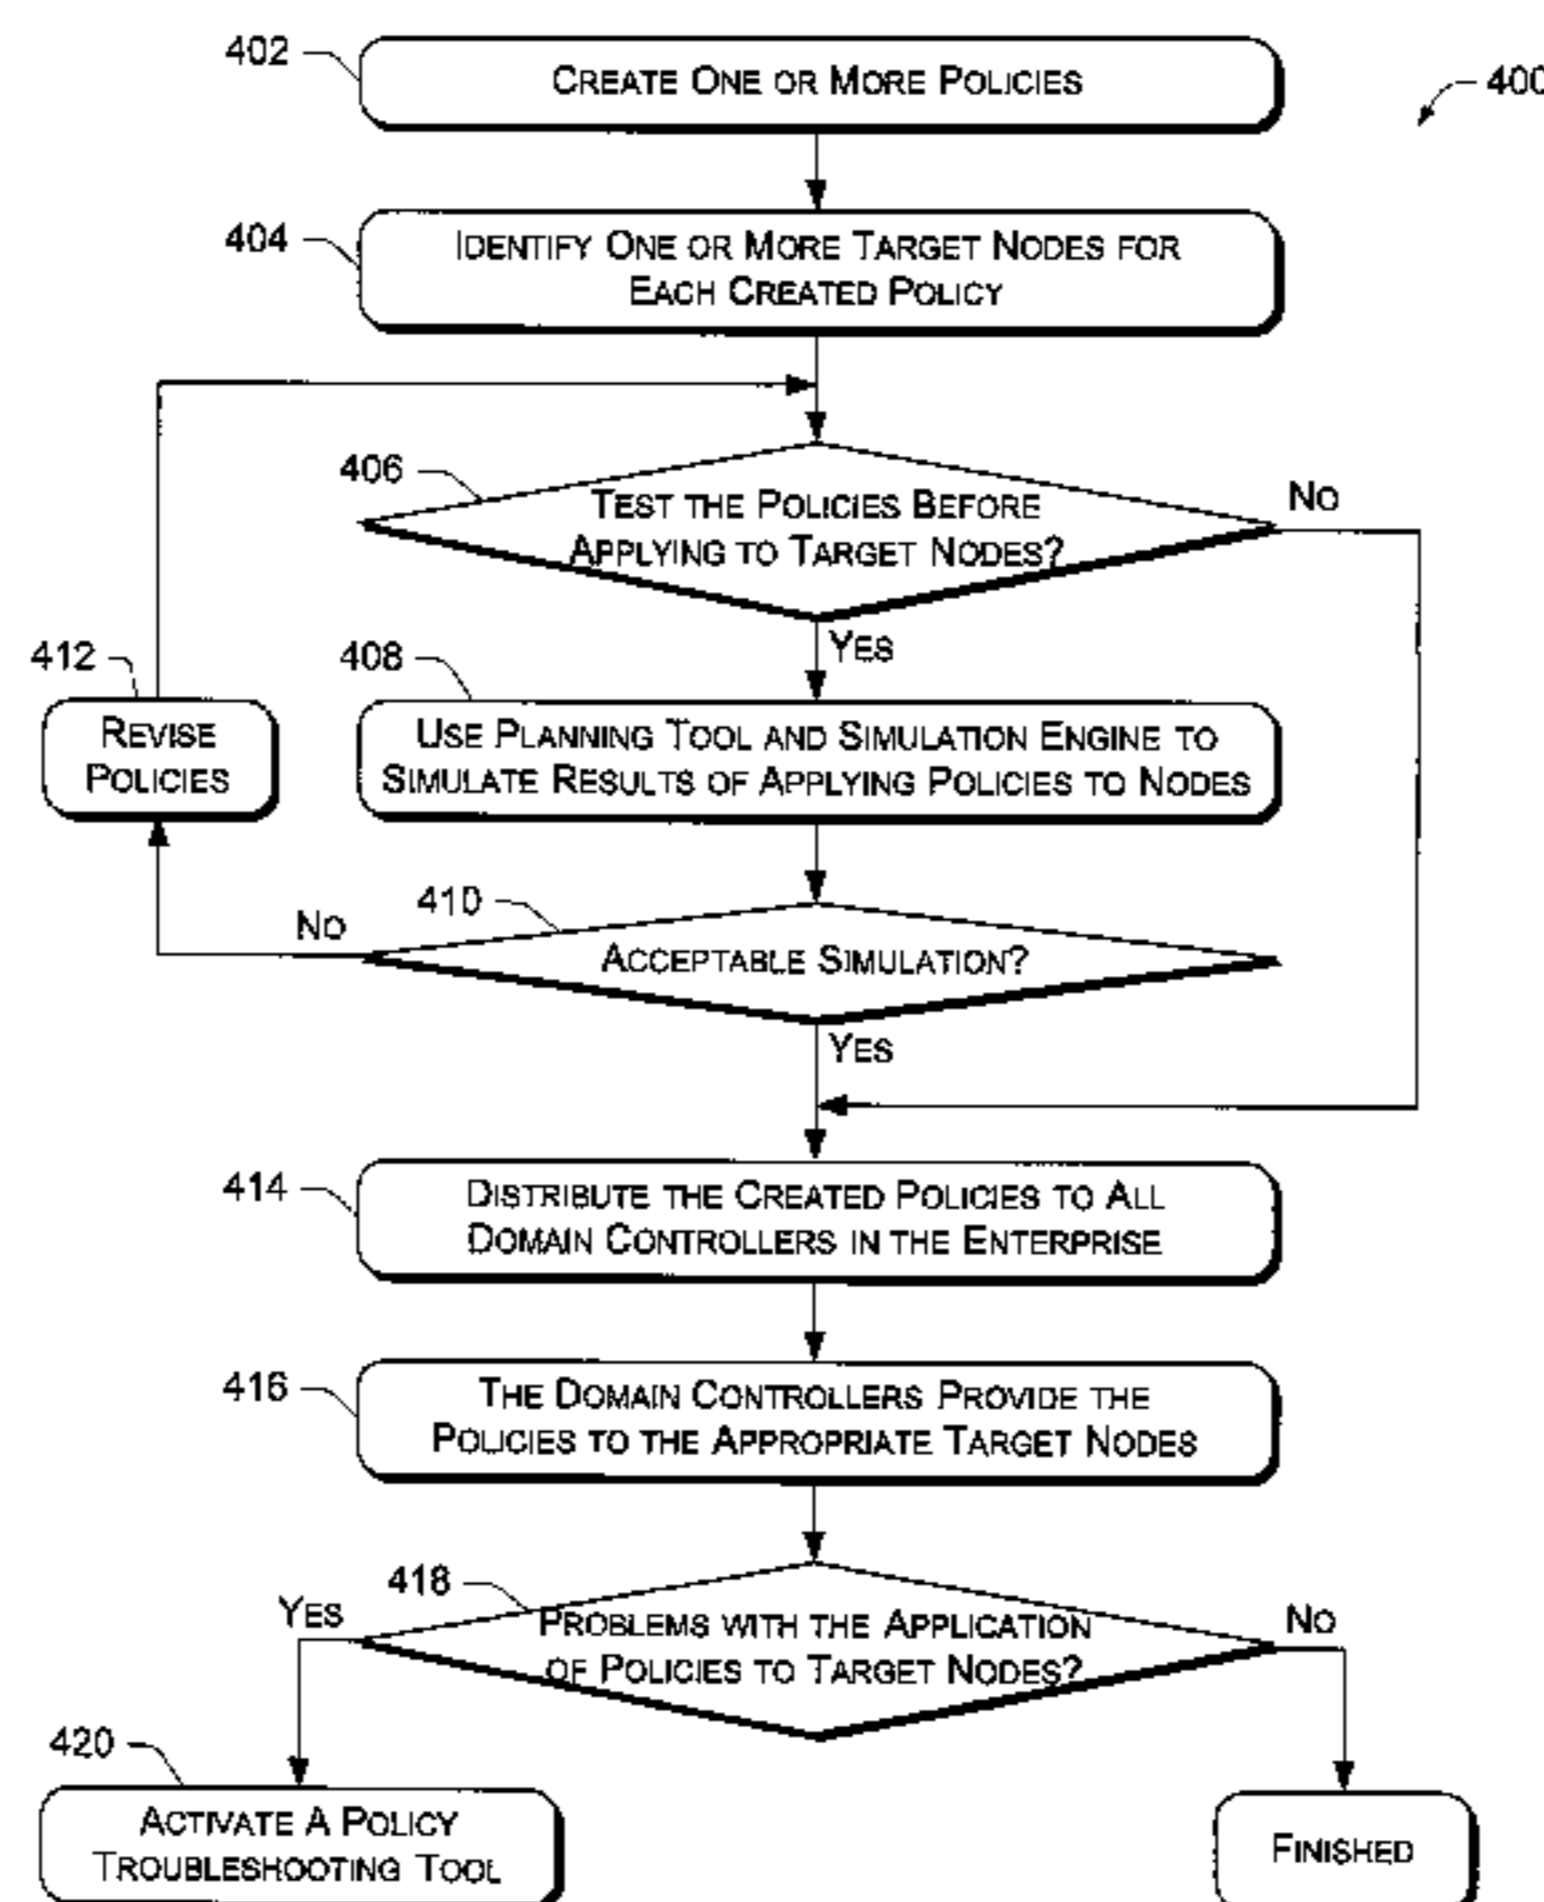 402
CREATE ONE OR MORE POLICIES
400
404
IDENTIFY ONE OR MORE TARGET NODES FOR
EACH CREATED POLICY
406
TEST THE POLICIES BEFORE
APPLYING TO TARGET NODES?
NO
YES
412
REVISE
POLICIES
408
USE PLANNING TOOL AND SIMULATION ENGINE TO
SIMULATE RESULTS OF APPLYING POLICIES TO NODES
410
NO
ACCEPTABLE SIMULATION?
YES
414
DISTRIBUTE THE CREATED POLICIES TO ALL
DOMAIN CONTROLLERS IN THE ENTERPRISE
416
THE DOMAIN CONTROLLERS PROVIDE THE
POLICIES TO THE APPROPRIATE TARGET NODES
418
YES
PROBLEMS WITH THE APPLICATION
OF POLICIES TO TARGET NODES?
NO
420
ACTIVATE A POLICY
TROUBLESHOOTING TOOL
FINISHED